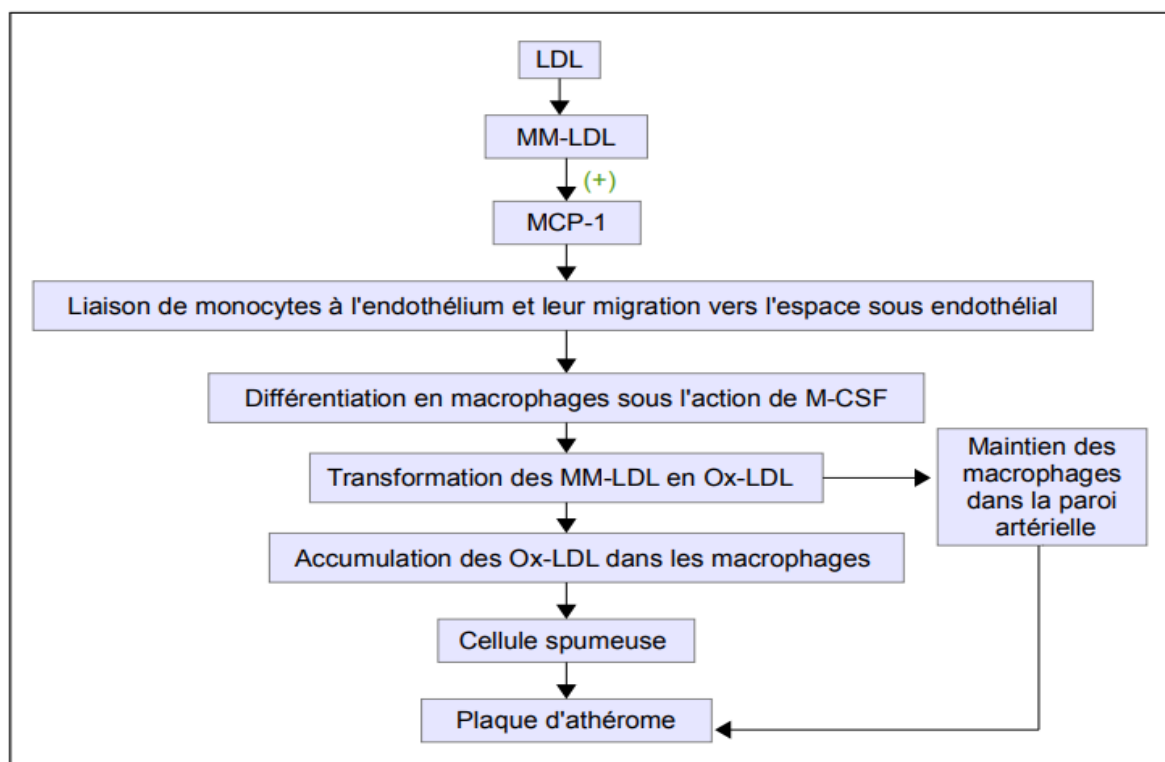 LDL
MM-LDL
(+)
MCP-1
Liaison de monocytes à l'endothélium et leur migration vers l'espace sous endothélial
Différentiation en macrophages sous l'action de M-CSF
Transformation des MM-LDL en Ox-LDL
Maintien des
macrophages
dans la paroi
artérielle
Accumulation des Ox-LDL dans les macrophages
Cellule spumeuse
Plaque d'athérome